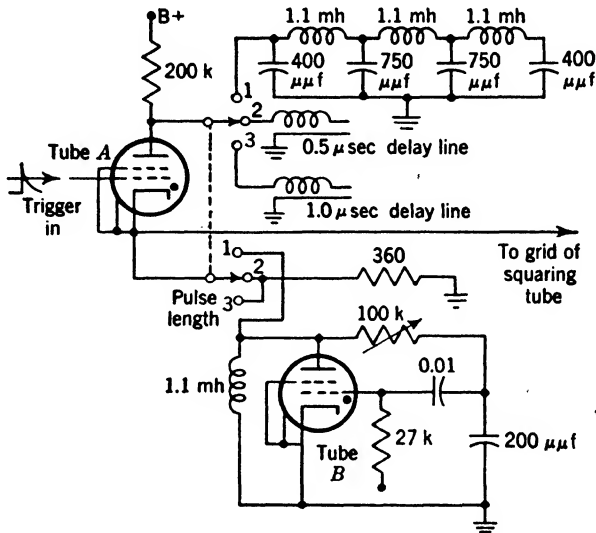 B+
1.1 mh 1.1 mh 1.1 mh
200 k
400 μμf
750 μμf
750 μμf
400 μμf
1
2
3
0.5 μ sec delay line
Tube A
Trigger in
1.0 μsec delay line
To grid of squaring tube
1
2
3
Pulse length
360
100 k
1.1 mh
0.01
27 k
200 μμf
Tube B